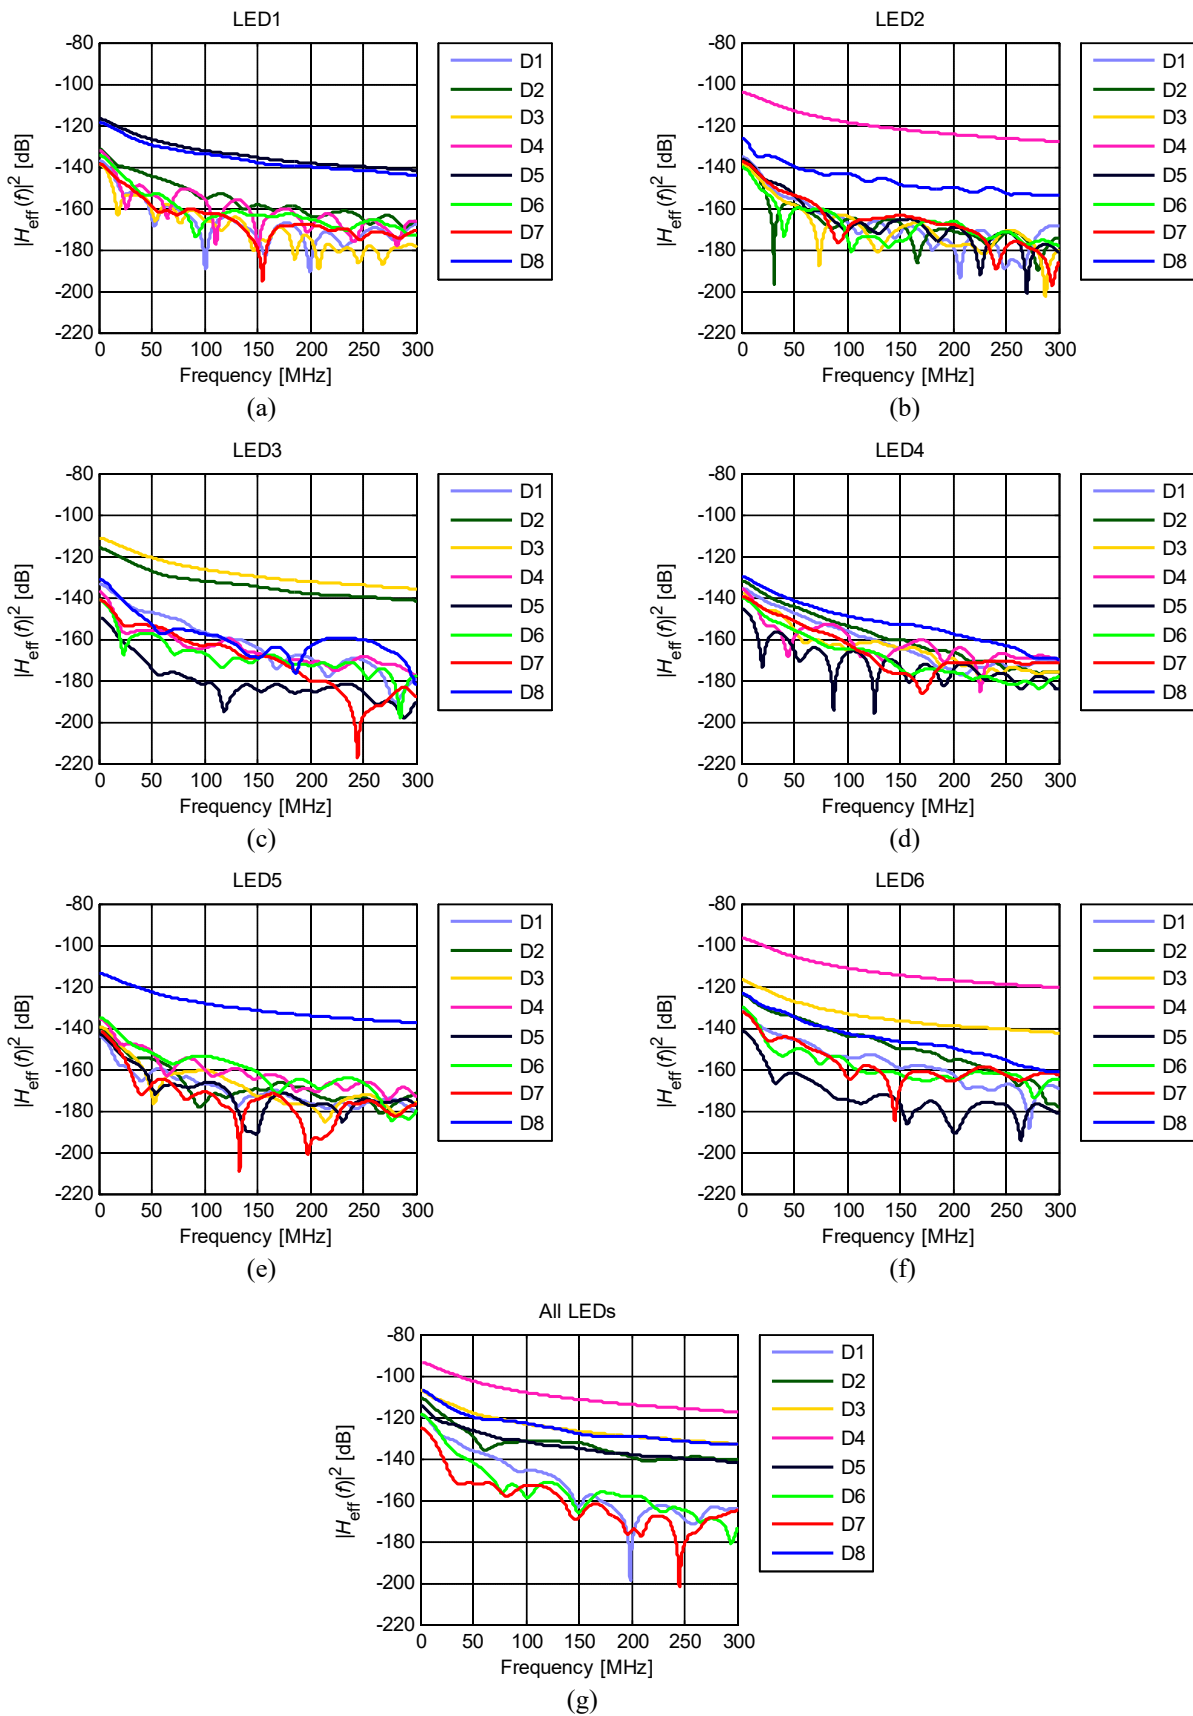 LED1
-80
-100
-120
-140
-160
-180
-200
-220
|H_eff(f)|² [dB]
0 50 100 150 200 250 300
Frequency [MHz]
D1
D2
D3
D4
D5
D6
D7
D8
(a)
LED2
-80
-100
-120
-140
-160
-180
-200
-220
|H_eff(f)|² [dB]
0 50 100 150 200 250 300
Frequency [MHz]
D1
D2
D3
D4
D5
D6
D7
D8
(b)
LED3
-80
-100
-120
-140
-160
-180
-200
-220
|H_eff(f)|² [dB]
0 50 100 150 200 250 300
Frequency [MHz]
D1
D2
D3
D4
D5
D6
D7
D8
(c)
LED4
-80
-100
-120
-140
-160
-180
-200
-220
|H_eff(f)|² [dB]
0 50 100 150 200 250 300
Frequency [MHz]
D1
D2
D3
D4
D5
D6
D7
D8
(d)
LED5
-80
-100
-120
-140
-160
-180
-200
-220
|H_eff(f)|² [dB]
0 50 100 150 200 250 300
Frequency [MHz]
D1
D2
D3
D4
D5
D6
D7
D8
(e)
LED6
-80
-100
-120
-140
-160
-180
-200
-220
|H_eff(f)|² [dB]
0 50 100 150 200 250 300
Frequency [MHz]
D1
D2
D3
D4
D5
D6
D7
D8
(f)
All LEDs
-80
-100
-120
-140
-160
-180
-200
-220
|H_eff(f)|² [dB]
0 50 100 150 200 250 300
Frequency [MHz]
D1
D2
D3
D4
D5
D6
D7
D8
(g)